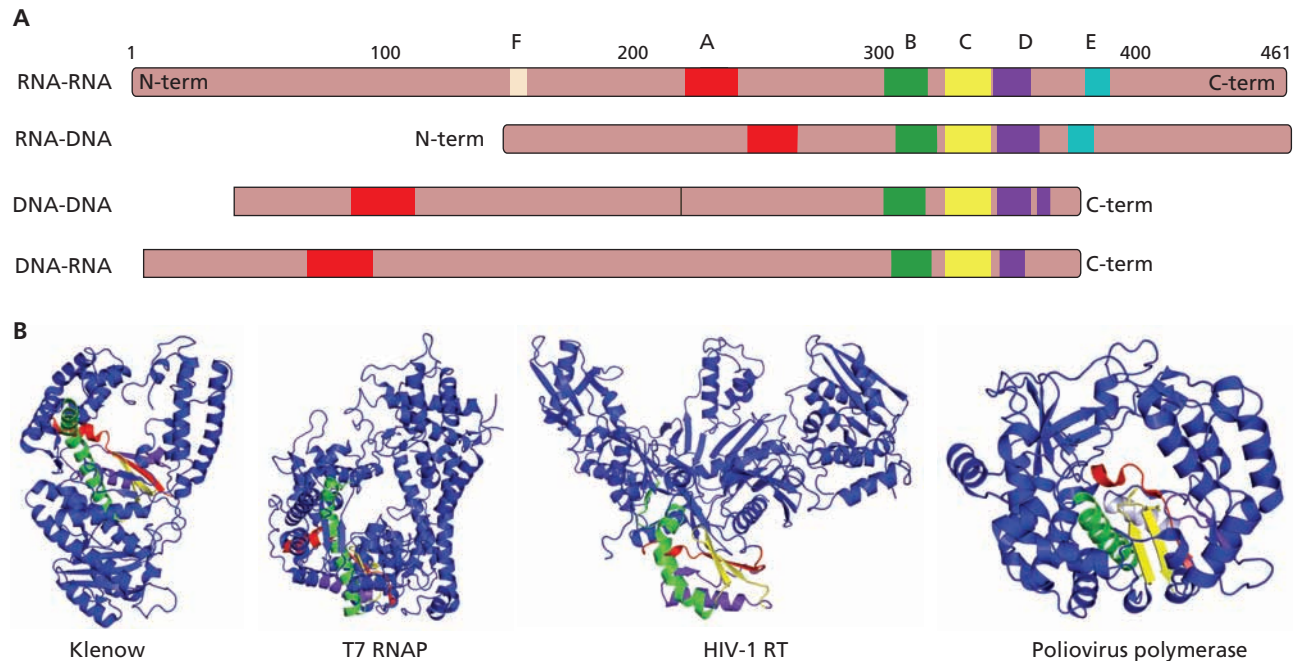 A
F A B C D E
1 100 200 300 400 461
RNA-RNA N-term C-term
RNA-DNA N-term
DNA-DNA C-term
DNA-RNA C-term
B
Klenow T7 RNAP HIV-1 RT Poliovirus polymerase